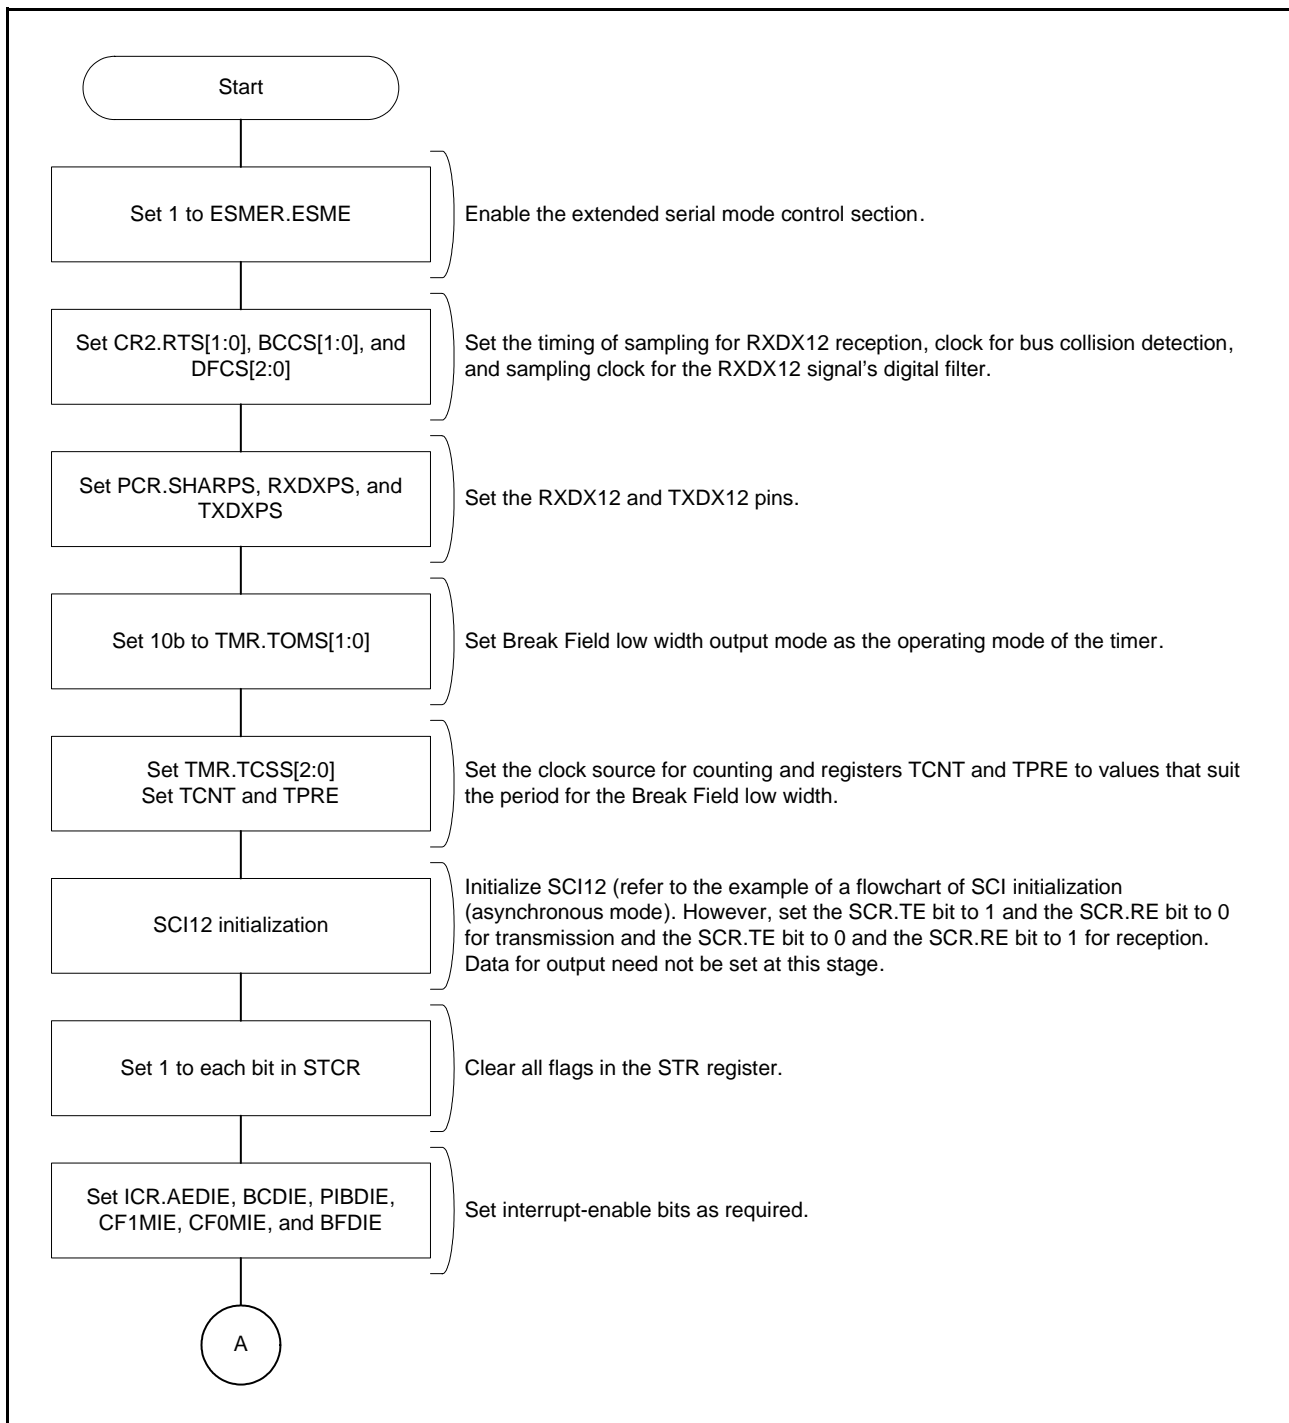 Start
Set 1 to ESMER.ESME
Enable the extended serial mode control section.
Set CR2.RTS[1:0], BCCS[1:0], and
DFCS[2:0]
Set the timing of sampling for RXDX12 reception, clock for bus collision detection,
and sampling clock for the RXDX12 signal's digital filter.
Set PCR.SHARPS, RXDXPS, and
TXDXPS
Set the RXDX12 and TXDX12 pins.
Set 10b to TMR.TOMS[1:0]
Set Break Field low width output mode as the operating mode of the timer.
Set TMR.TCSS[2:0]
Set TCNT and TPRE
Set the clock source for counting and registers TCNT and TPRE to values that suit
the period for the Break Field low width.
SCI12 initialization
Initialize SCI12 (refer to the example of a flowchart of SCI initialization
(asynchronous mode). However, set the SCR.TE bit to 1 and the SCR.RE bit to 0
for transmission and the SCR.TE bit to 0 and the SCR.RE bit to 1 for reception.
Data for output need not be set at this stage.
Set 1 to each bit in STCR
Clear all flags in the STR register.
Set ICR.AEDIE, BCDIE, PIBDIE,
CF1MIE, CF0MIE, and BFDIE
Set interrupt-enable bits as required.
A